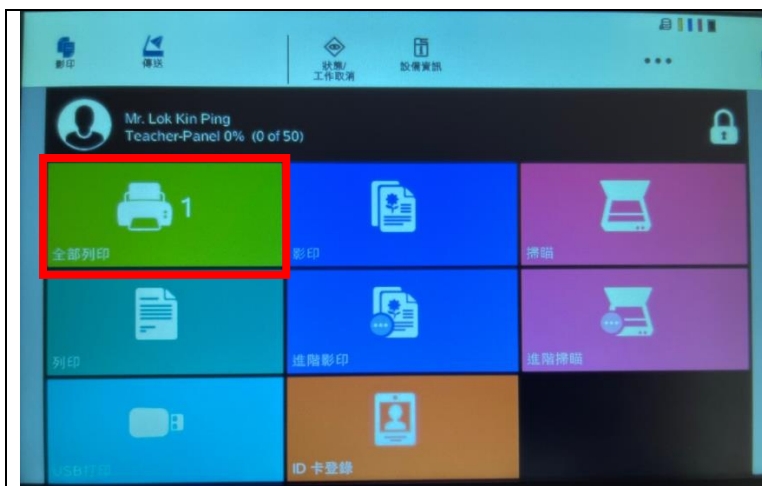 影印
傳送
狀態/
工作取消
設備資訊
Mr. Lok Kin Ping
Teacher-Panel 0% (0 of 50)
1
全部列印
影印
掃瞄
列印
進階影印
進階掃瞄
USB打印
ID 卡登錄